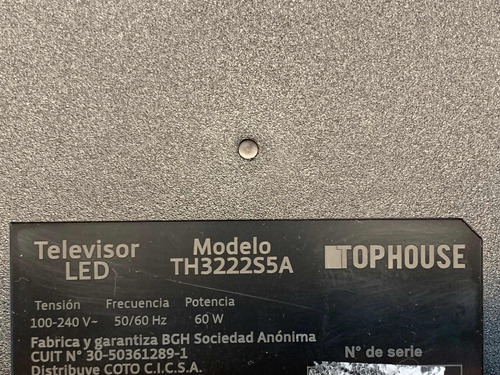 Televisor LED
Modelo TH3222S5A
TOPHOUSE
Tensión Frecuencia Potencia
100-240 V~ 50/60 Hz 60 W
Fabrica y garantiza BGH Sociedad Anónima
CUIT N° 30-50361289-1
Distribuye COTO C.I.C.S.A.
N° de serie